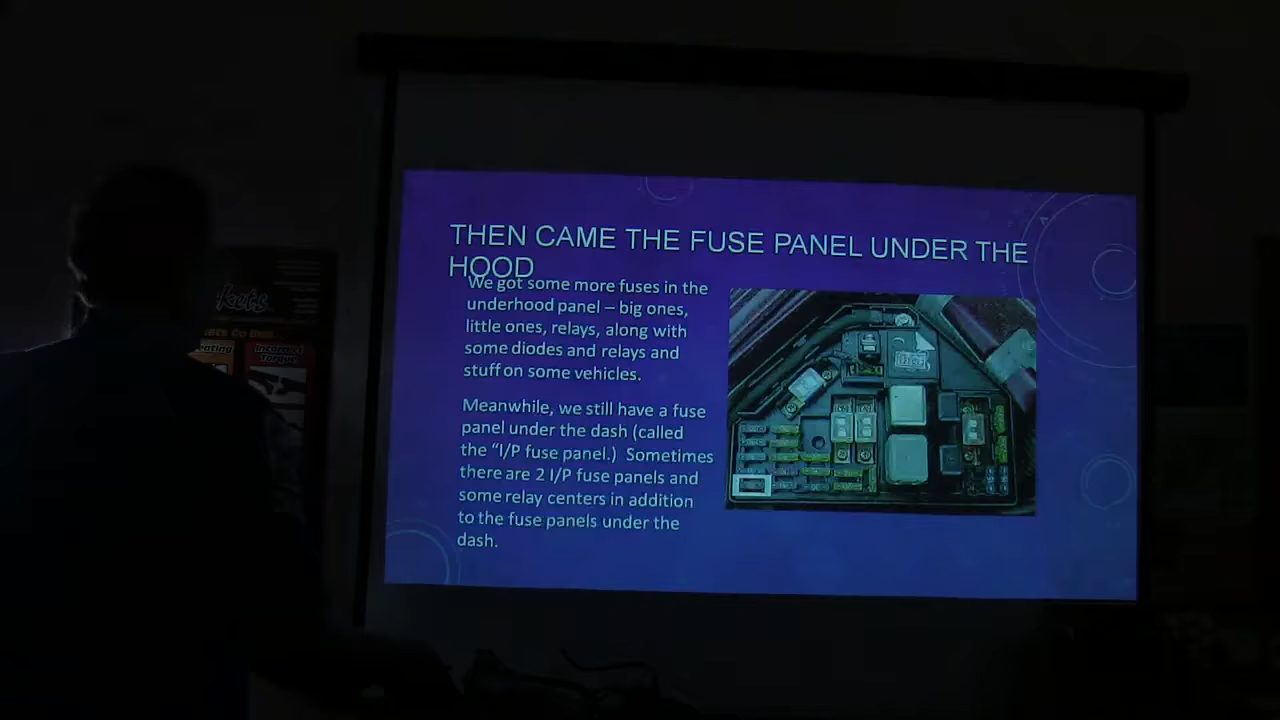 THEN CAME THE FUSE PANEL UNDER THE
HOOD
We got some more fuses in the
underhood panel – big ones,
little ones, relays, along with
some diodes and relays and
stuff on some vehicles.
Meanwhile, we still have a fuse
panel under the dash (called
the “I/P fuse panel.)  Sometimes
there are 2 I/P fuse panels and
some relay centers in addition
to the fuse panels under the
dash.
Incorrect
Torque